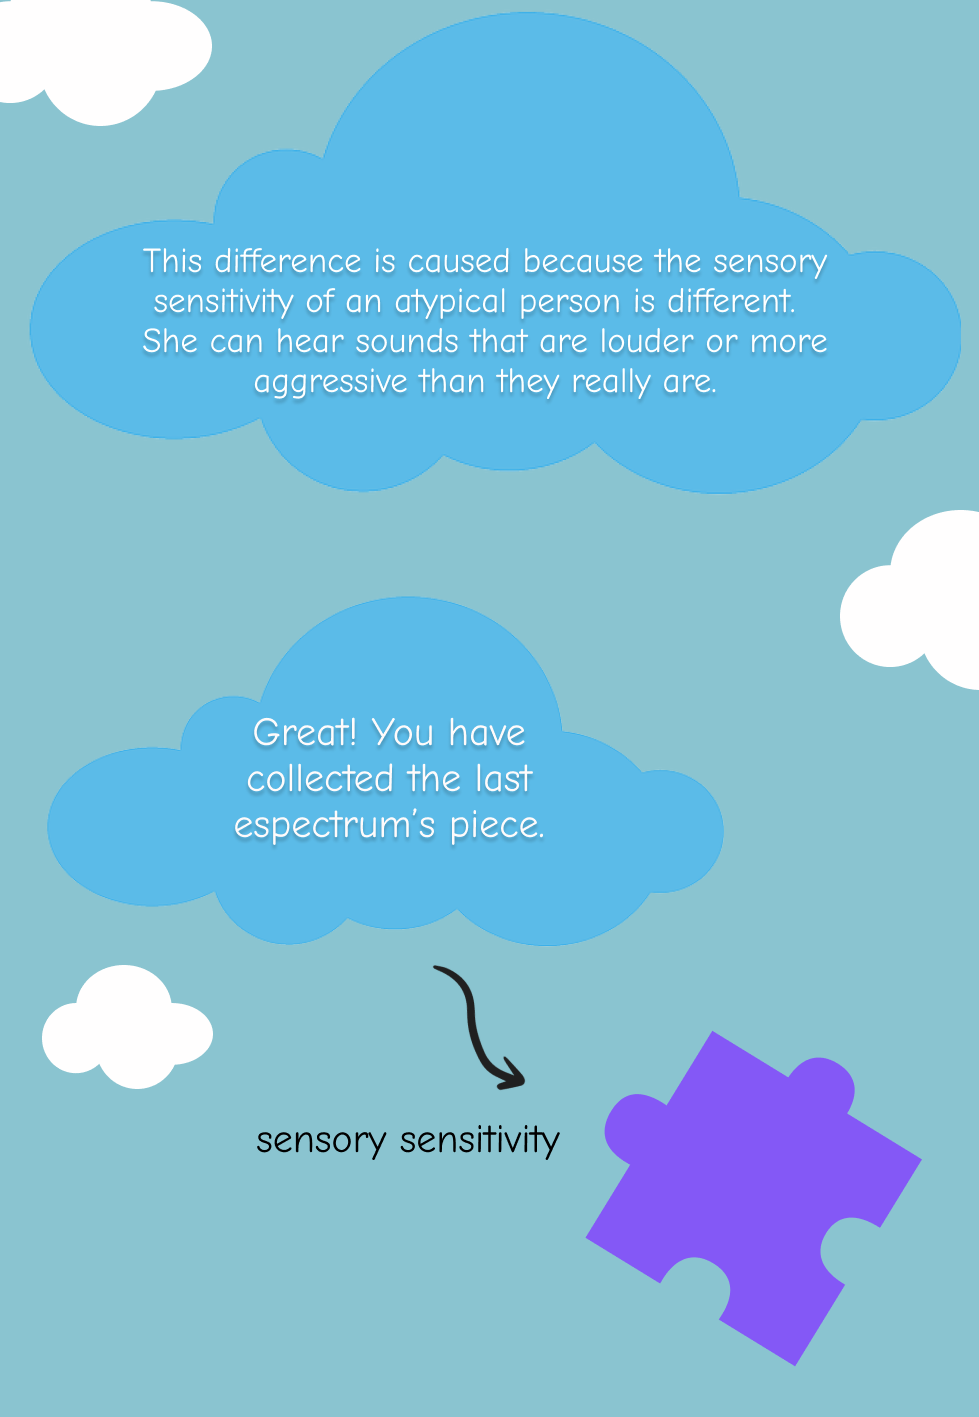 This difference is caused because the sensory
sensitivity of an atypical person is different.
She can hear sounds that are louder or more
aggressive than they really are.
Great! You have
collected the last
espectrum's piece.
sensory sensitivity